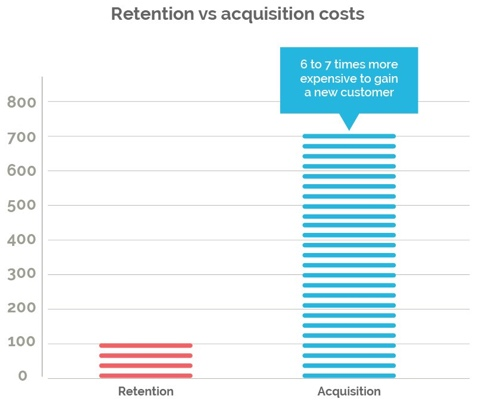 Retention vs acquisition costs
6 to 7 times more
expensive to gain
a new customer
800
700
600
500
400
300
200
100
0
Retention
Acquisition